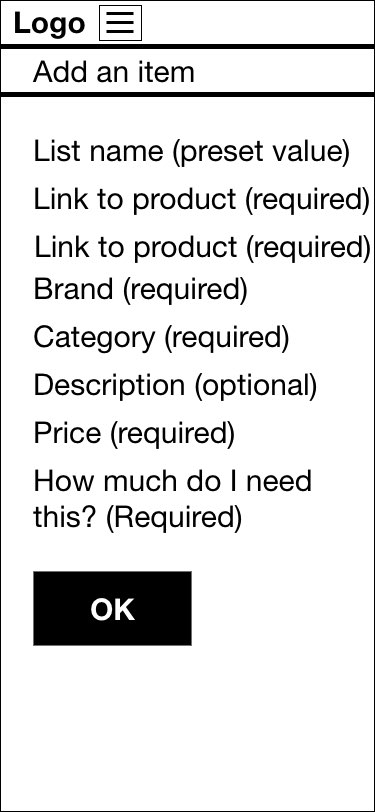 Logo
Add an item
List name (preset value)
Link to product (required)
Link to product (required)
Brand (required)
Category (required)
Description (optional)
Price (required)
How much do I need
this? (Required)
OK